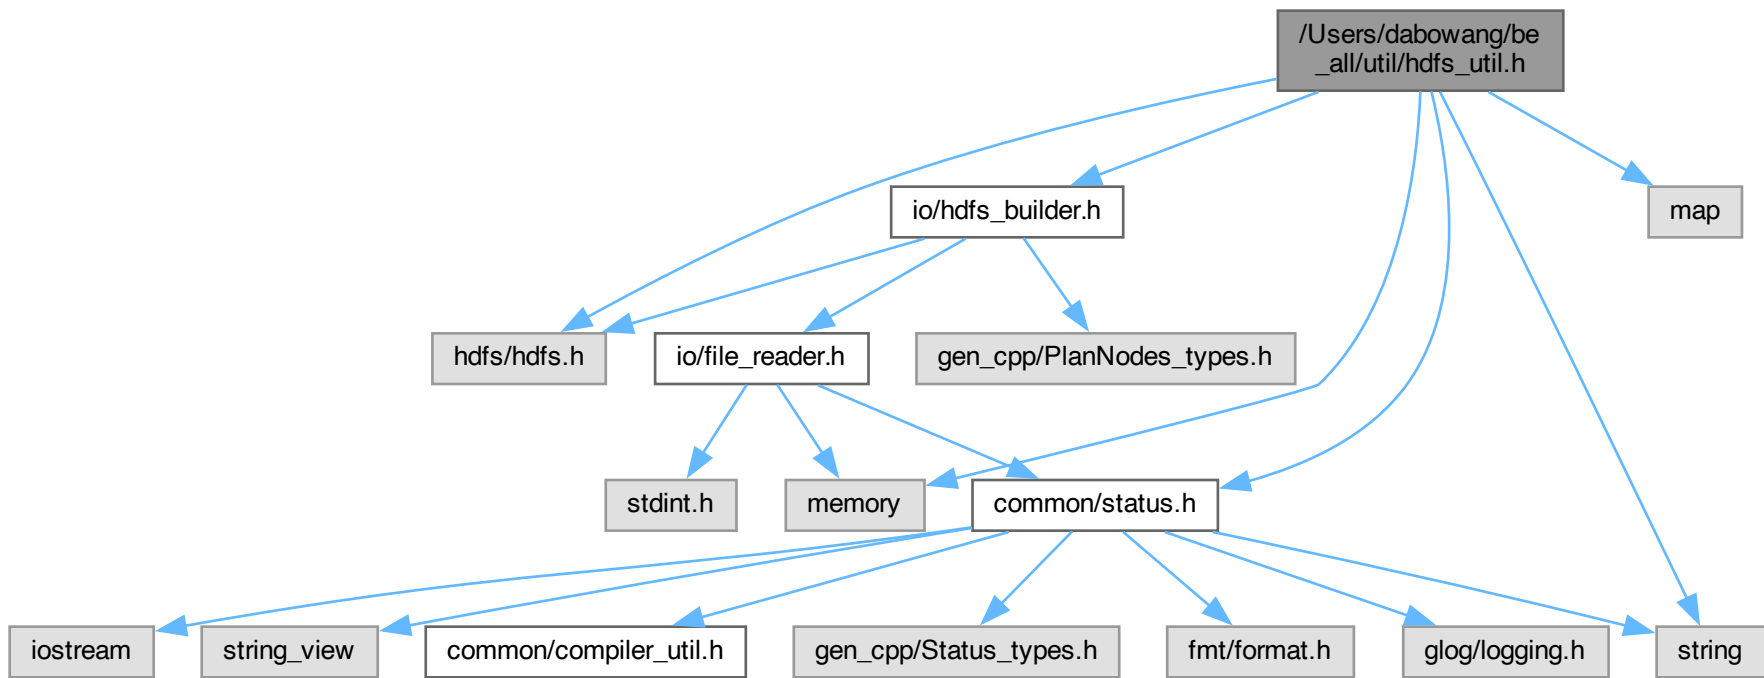 /Users/dabowang/be
_all/util/hdfs_util.h
io/hdfs_builder.h
map
hdfs/hdfs.h
io/file_reader.h
gen_cpp/PlanNodes_types.h
stdint.h
memory
common/status.h
iostream
string_view
common/compiler_util.h
gen_cpp/Status_types.h
fmt/format.h
glog/logging.h
string